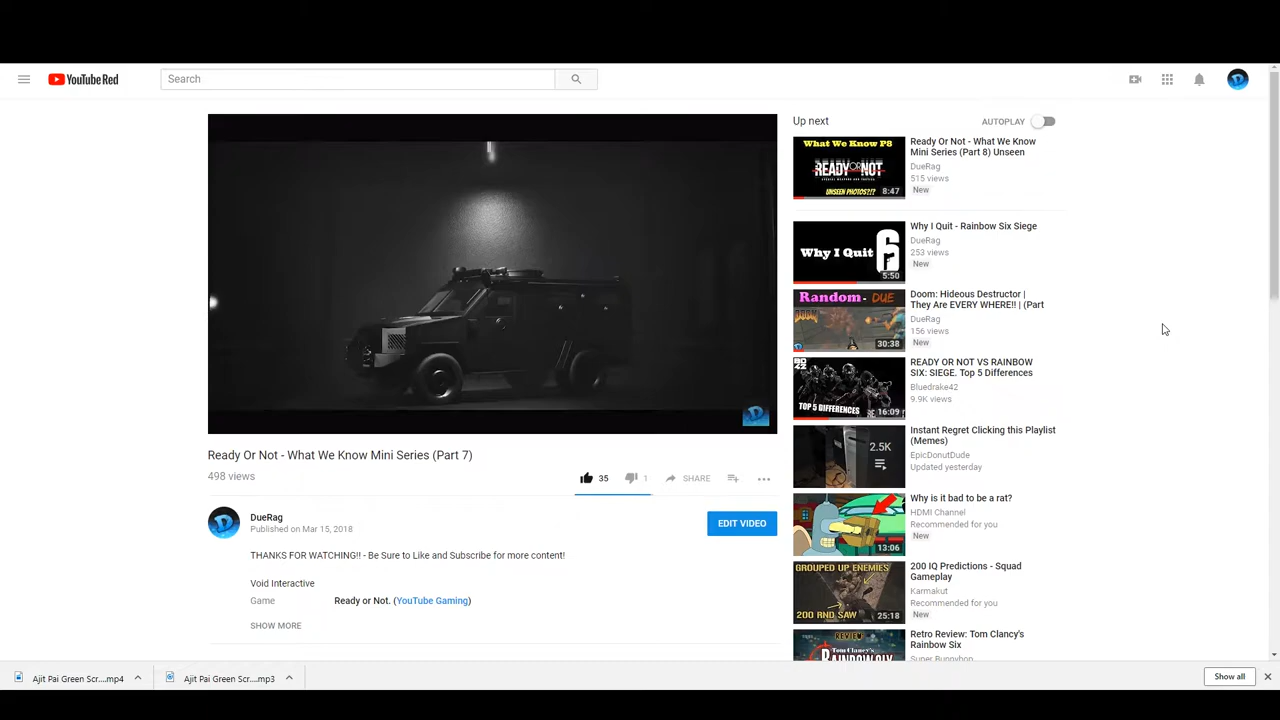 YouTube Red
Search
Up next
AUTOPLAY
What We Know P8
READY OR NOT
UNSEEN PHOTOS?!?
8:47
Ready Or Not - What We Know
Mini Series (Part 8) Unseen
DueRag
515 views
New
Why I Quit
6
5:50
Why I Quit - Rainbow Six Siege
DueRag
253 views
New
Random - DUE
DOOM
30:38
Doom: Hideous Destructor |
They Are EVERY WHERE!! | (Part
DueRag
156 views
New
BD
42
TOP 5 DIFFERENCES
16:09
READY OR NOT VS RAINBOW
SIX: SIEGE. Top 5 Differences
Bluedrake42
9.9K views
2.5K
Instant Regret Clicking this Playlist
(Memes)
EpicDonutDude
Updated yesterday
13:06
Why is it bad to be a rat?
HDMI Channel
Recommended for you
New
GROUPED UP ENEMIES
200 RND SAW
25:18
200 IQ Predictions - Squad
Gameplay
Karmakut
Recommended for you
New
REVIEW:
Tom Clancy's
Retro Review: Tom Clancy's
Rainbow Six
Ready Or Not - What We Know Mini Series (Part 7)
498 views
35
1
SHARE
DueRag
Published on Mar 15, 2018
EDIT VIDEO
THANKS FOR WATCHING!! - Be Sure to Like and Subscribe for more content!
Void Interactive
Game Ready or Not. (YouTube Gaming)
SHOW MORE
Ajit Pai Green Scr....mp4
Ajit Pai Green Scr....mp3
Show all